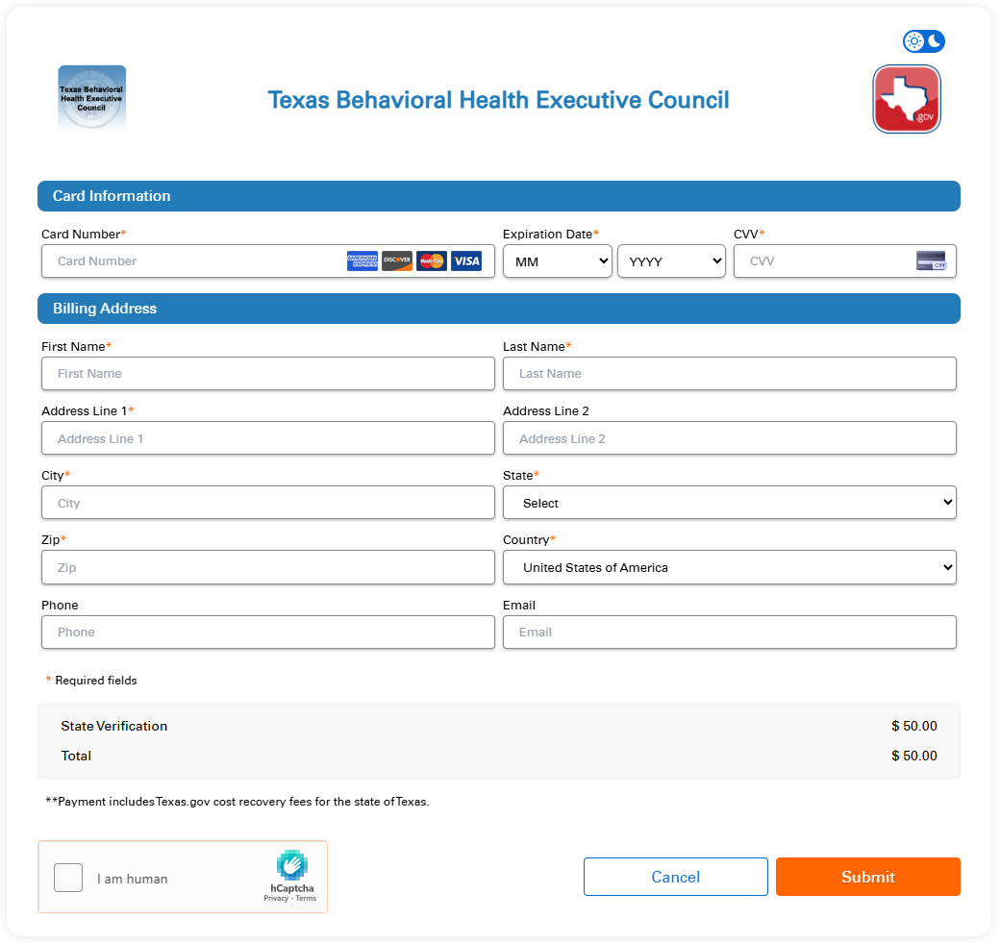 Texas Behavioral
Health Executive
Council
Texas Behavioral Health Executive Council
.gov
Card Information
Card Number* Expiration Date* CVV*
Card Number AMERICAN EXPRESS DISCOVER MasterCard VISA MM YYYY CVV CVV
Billing Address
First Name* Last Name*
First Name Last Name
Address Line 1* Address Line 2
Address Line 1 Address Line 2
City* State*
City Select
Zip* Country*
Zip United States of America
Phone Email
Phone Email
* Required fields
State Verification $ 50.00
Total $ 50.00
**Payment includes Texas.gov cost recovery fees for the state of Texas.
I am human
hCaptcha
Privacy - Terms
Cancel Submit